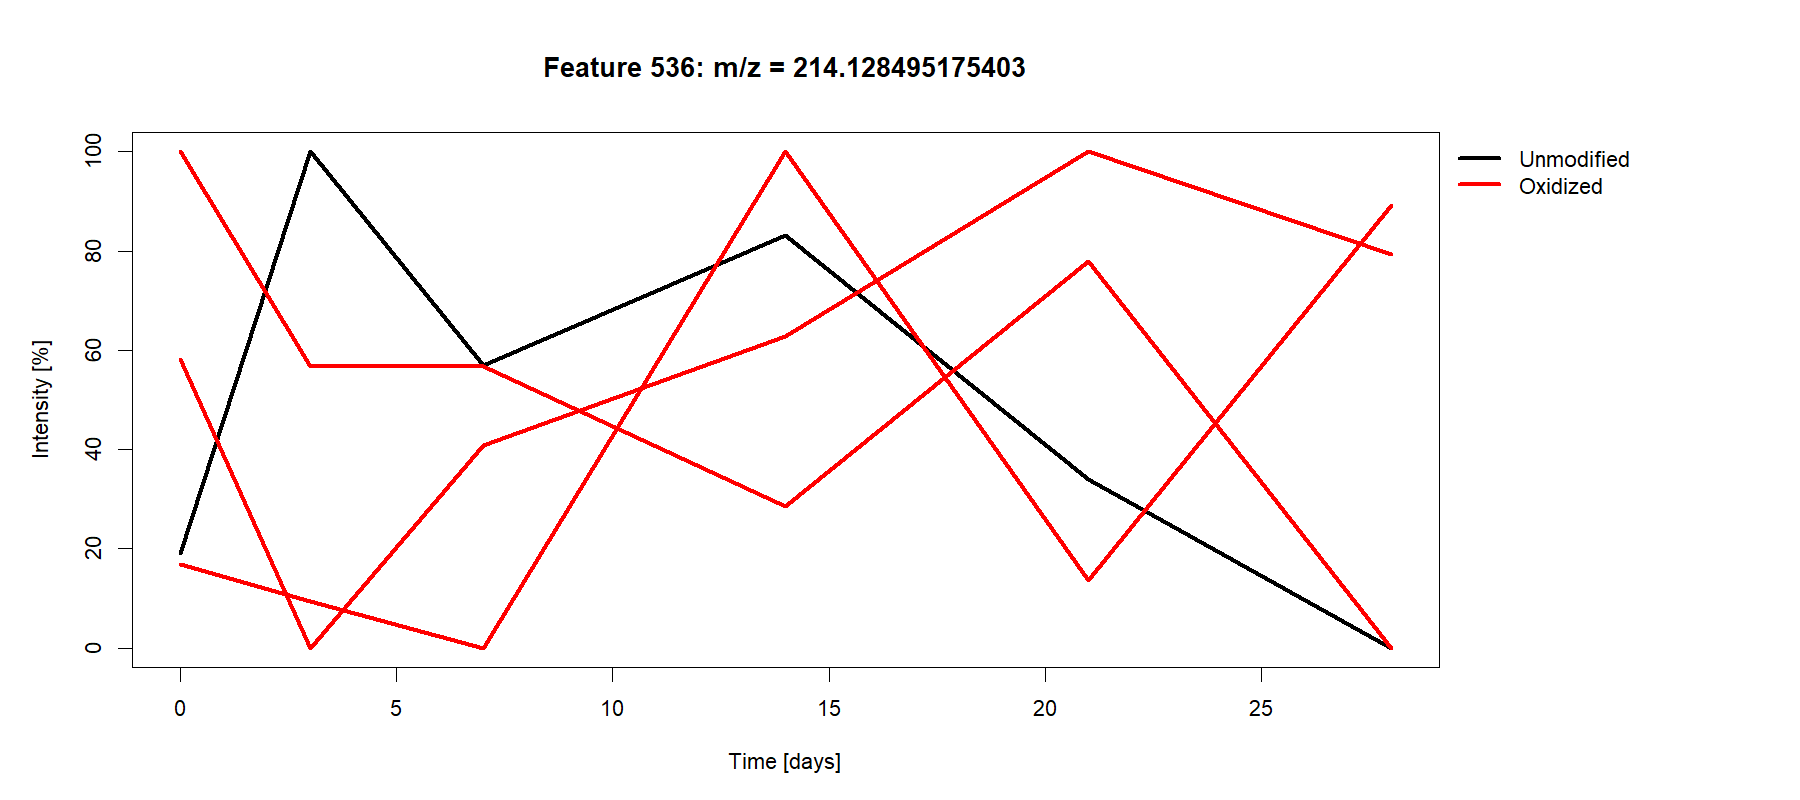 Feature 536: m/z = 214.128495175403
Unmodified
Oxidized
Intensity [%]
100
80
60
40
20
0
0 5 10 15 20 25
Time [days]